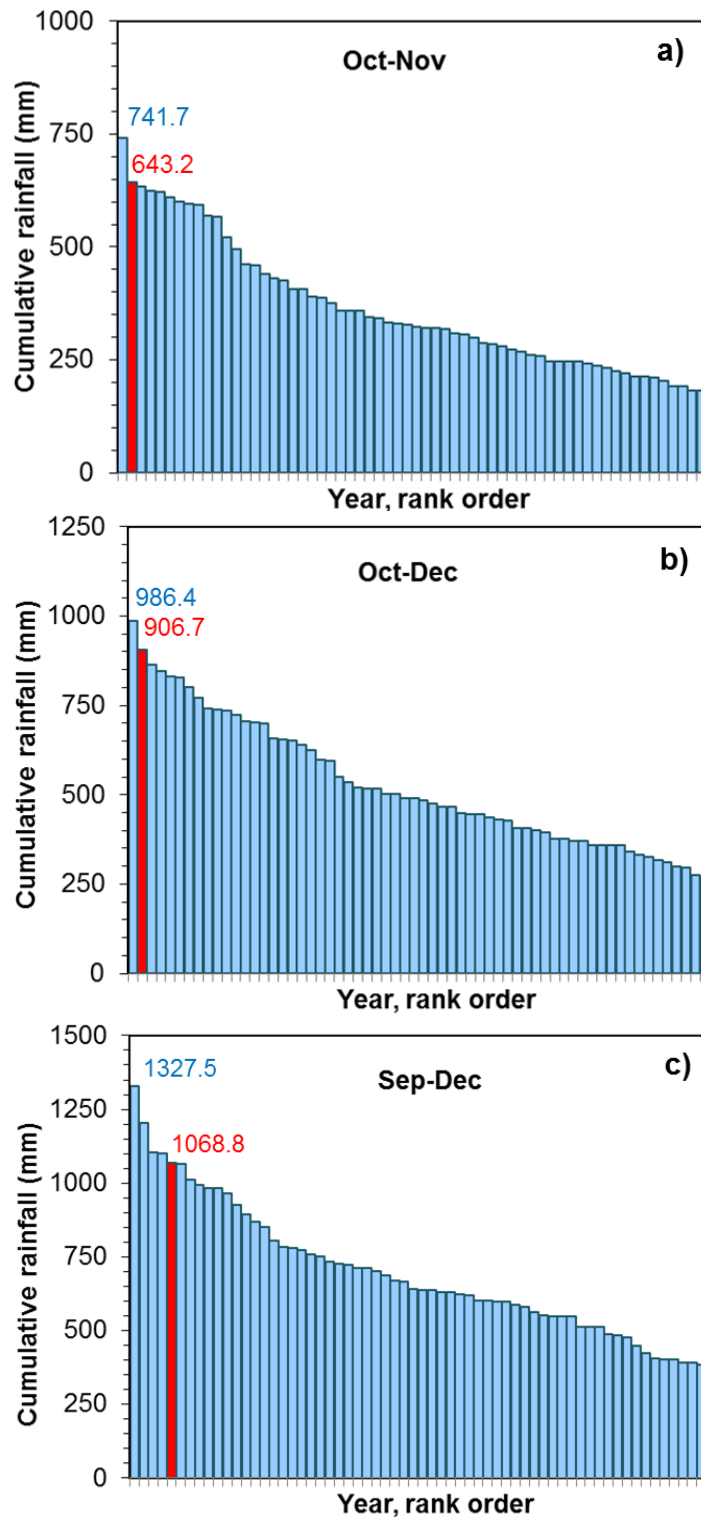 a)
Oct-Nov
741.7
643.2
1000
750
500
250
0
Cumulative rainfall (mm)
Year, rank order
b)
Oct-Dec
986.4
906.7
1250
1000
750
500
250
0
Cumulative rainfall (mm)
Year, rank order
c)
Sep-Dec
1327.5
1068.8
1500
1250
1000
750
500
250
0
Cumulative rainfall (mm)
Year, rank order